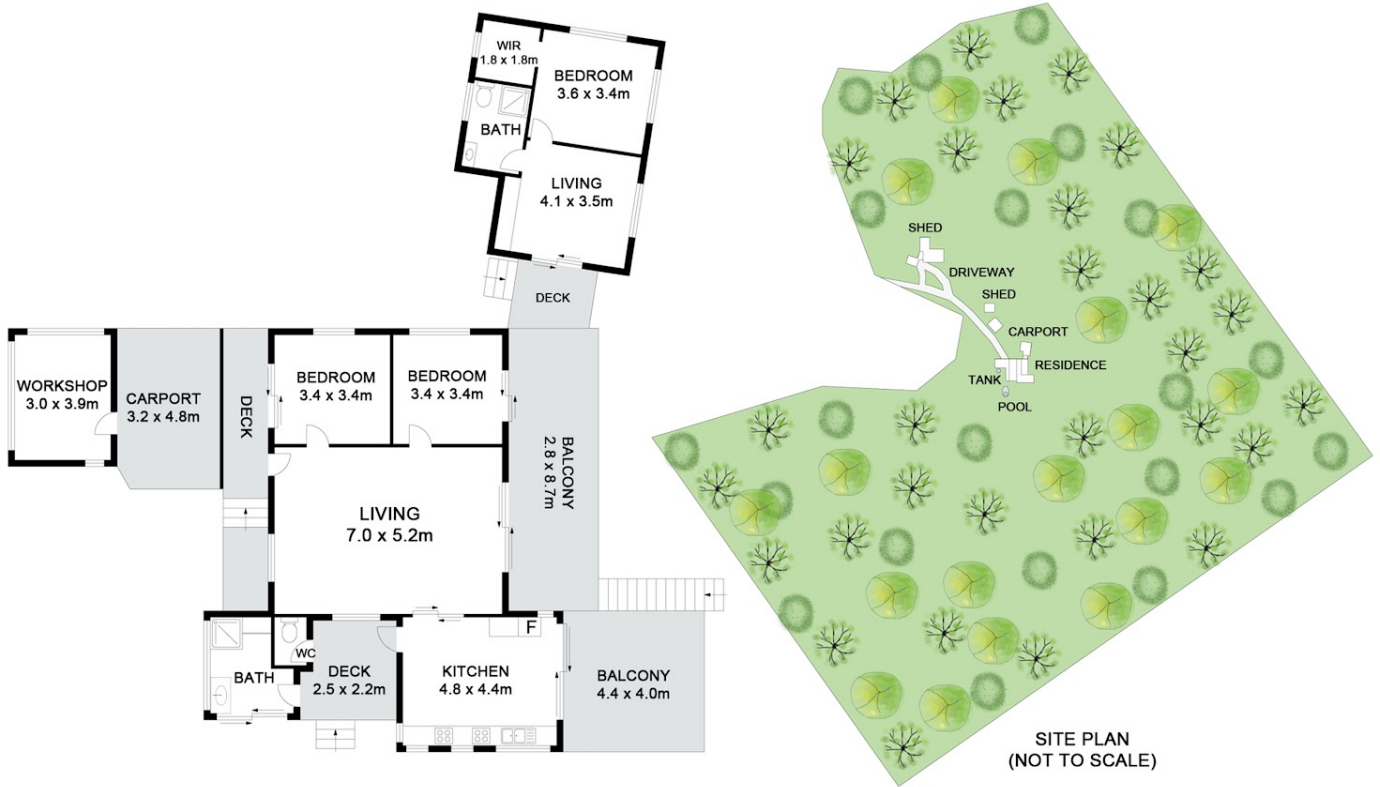 WIR
1.8 x 1.8m
BEDROOM
3.6 x 3.4m
BATH
LIVING
4.1 x 3.5m
DECK
WORKSHOP
3.0 x 3.9m
CARPORT
3.2 x 4.8m
DECK
BEDROOM
3.4 x 3.4m
BEDROOM
3.4 x 3.4m
BALCONY
2.8 x 8.7m
LIVING
7.0 x 5.2m
WC
BATH
DECK
2.5 x 2.2m
F
KITCHEN
4.8 x 4.4m
BALCONY
4.4 x 4.0m
SHED
DRIVEWAY
SHED
CARPORT
RESIDENCE
TANK
POOL
SITE PLAN
(NOT TO SCALE)